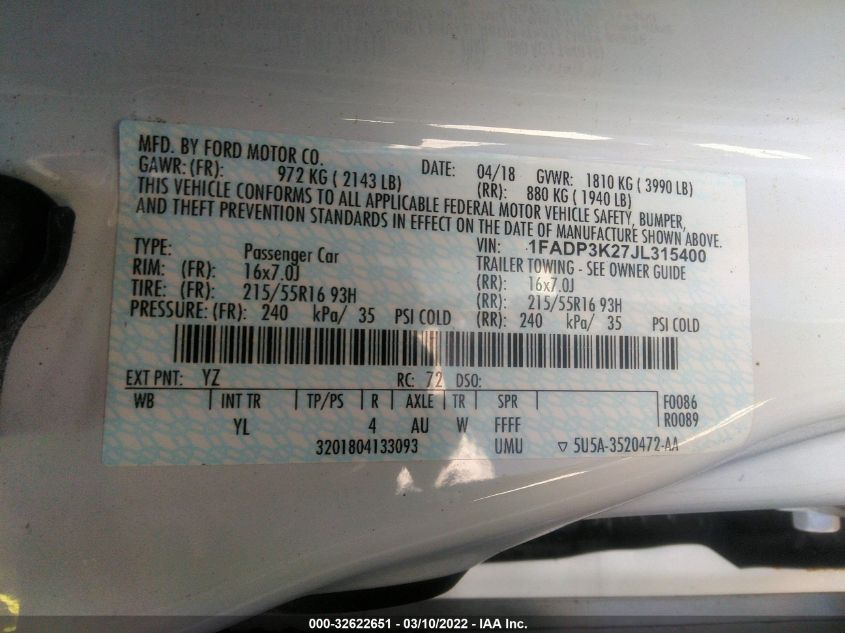 MFD. BY FORD MOTOR CO.
DATE: 04/18 GVWR: 1810 KG ( 3990 LB)
GAWR: (FR): 972 KG ( 2143 LB) (RR): 880 KG ( 1940 LB)
THIS VEHICLE CONFORMS TO ALL APPLICABLE FEDERAL MOTOR VEHICLE SAFETY, BUMPER,
AND THEFT PREVENTION STANDARDS IN EFFECT ON THE DATE OF MANUFACTURE SHOWN ABOVE.
VIN: 1FADP3K27JL315400
TYPE: Passenger Car TRAILER TOWING - SEE OWNER GUIDE
RIM: (FR): 16x7.0J (RR): 16x7.0J
TIRE: (FR): 215/55R16 93H (RR): 215/55R16 93H
PRESSURE: (FR): 240 kPa/ 35 PSI COLD (RR): 240 kPa/ 35 PSI COLD
EXT PNT: YZ RC: 72 DSO:
WB INT TR TP/PS R AXLE TR SPR F0086
R0089
YL 4 AU W FFFF
3201804133093 UMU ▽ 5U5A-3520472-AA
000-32622651 - 03/10/2022 - IAA Inc.